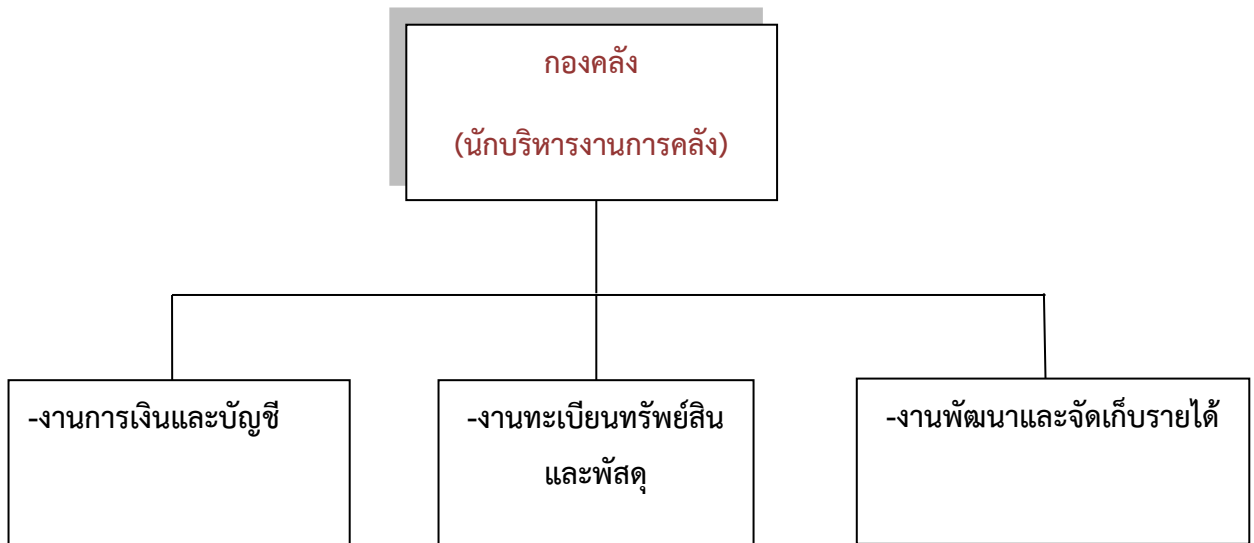 กองคลัง
(นักบริหารงานการคลัง)
-งานการเงินและบัญชี
-งานทะเบียนทรัพย์สิน
และพัสดุ
-งานพัฒนาและจัดเก็บรายได้